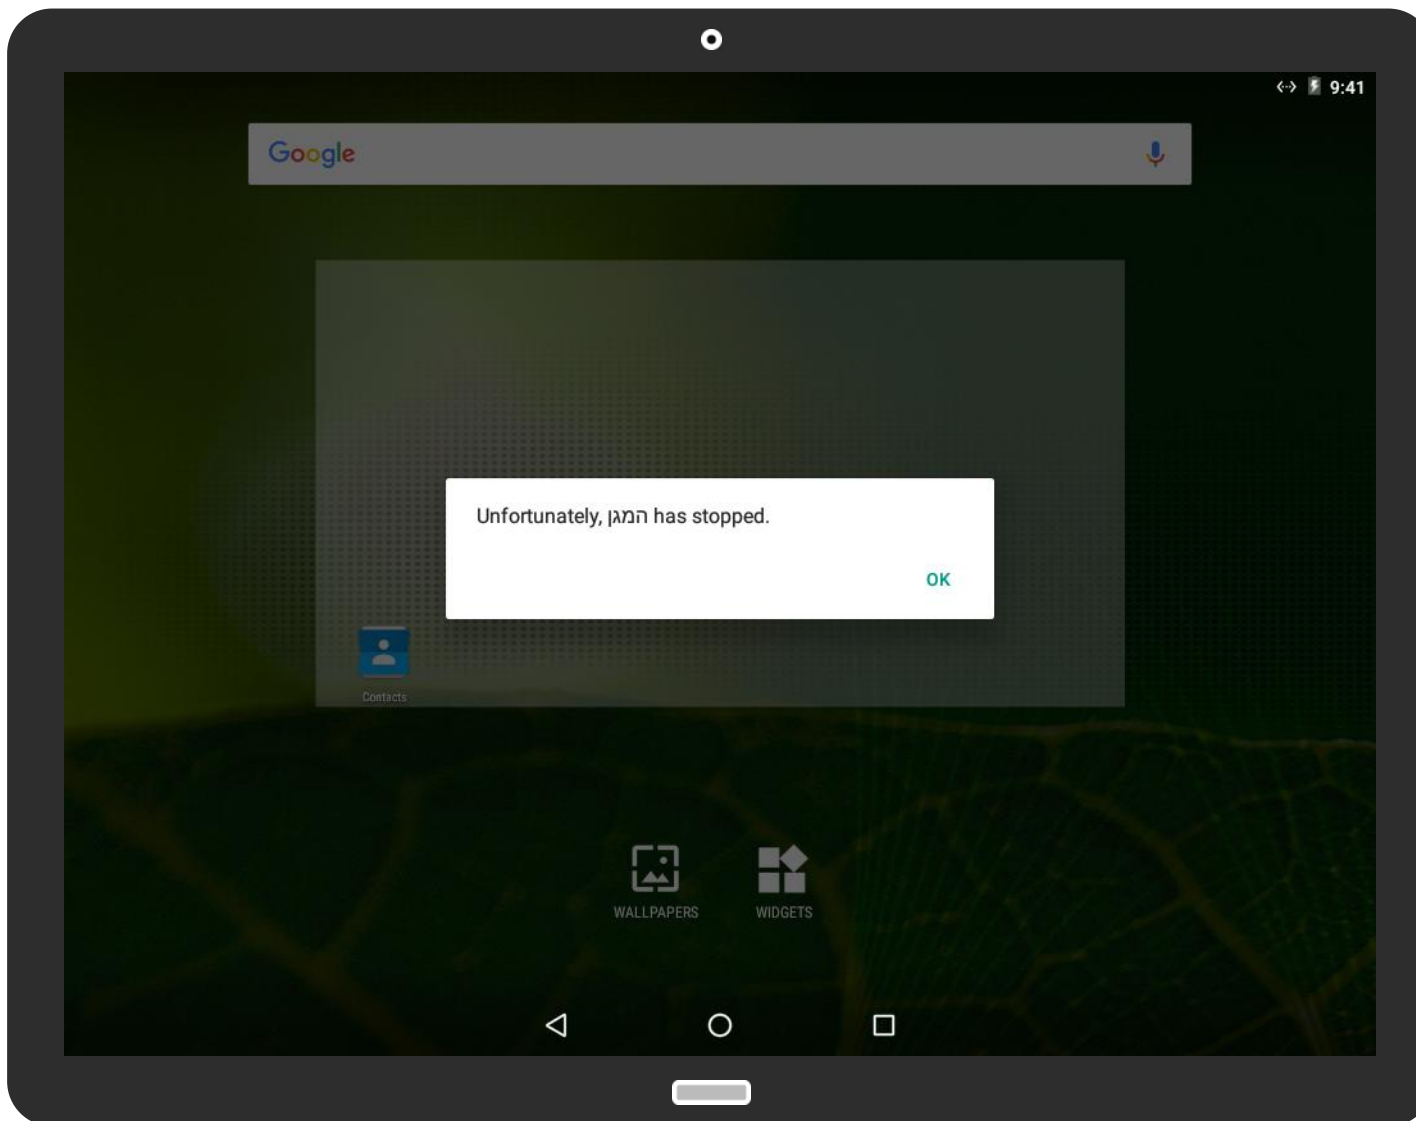 9:41
Google
Unfortunately, המגן has stopped.
OK
Contacts
WALLPAPERS
WIDGETS